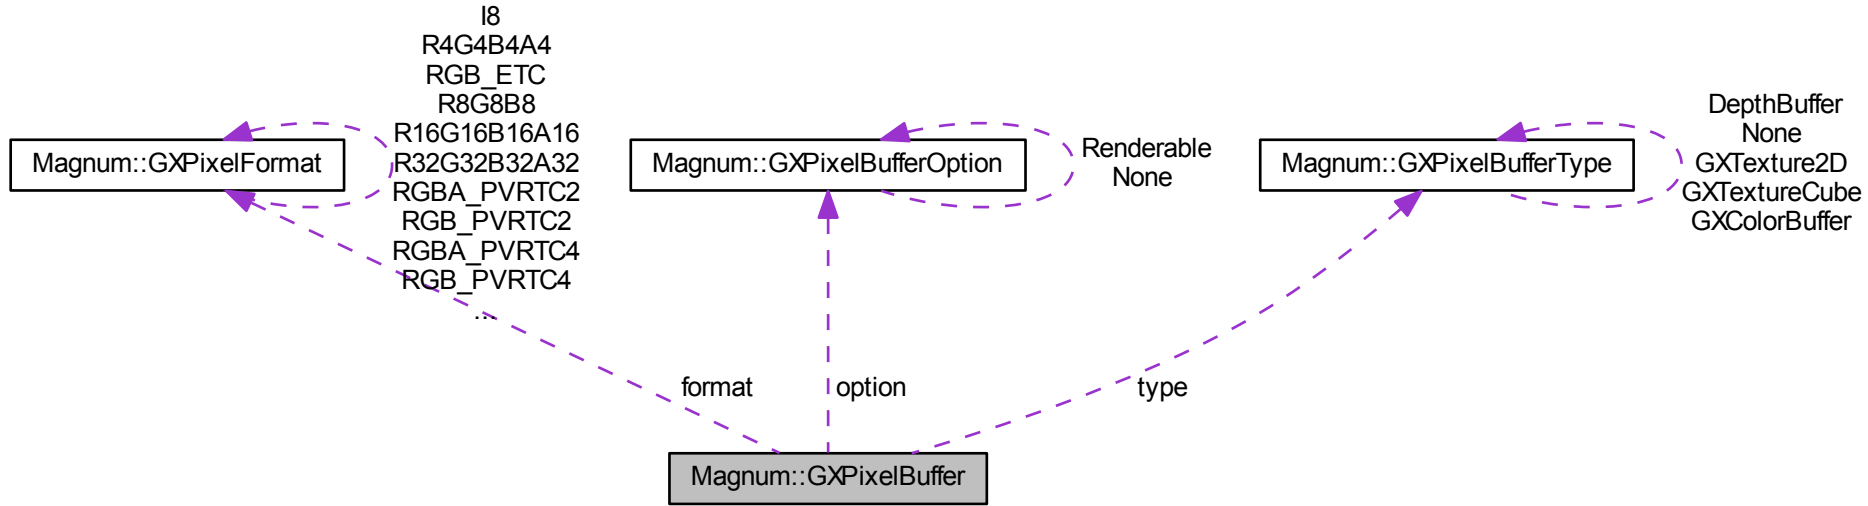 I8
R4G4B4A4
RGB_ETC
R8G8B8
R16G16B16A16
R32G32B32A32
RGBA_PVRTC2
RGB_PVRTC2
RGBA_PVRTC4
RGB_PVRTC4
...
Magnum::GXPixelFormat
Magnum::GXPixelBufferOption
Renderable
None
Magnum::GXPixelBufferType
DepthBuffer
None
GXTexture2D
GXTextureCube
GXColorBuffer
format
option
type
Magnum::GXPixelBuffer